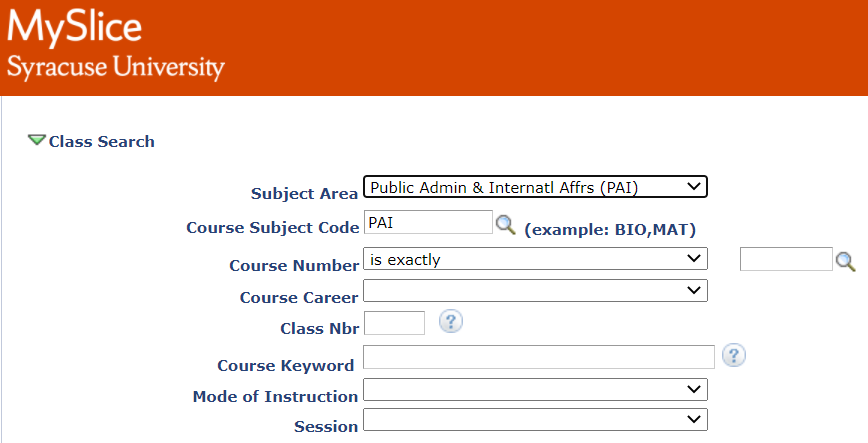 MySlice
Syracuse University
Class Search
Subject Area Public Admin & Internatl Affrs (PAI)
Course Subject Code PAI (example: BIO,MAT)
Course Number is exactly
Course Career
Class Nbr ?
Course Keyword ?
Mode of Instruction
Session